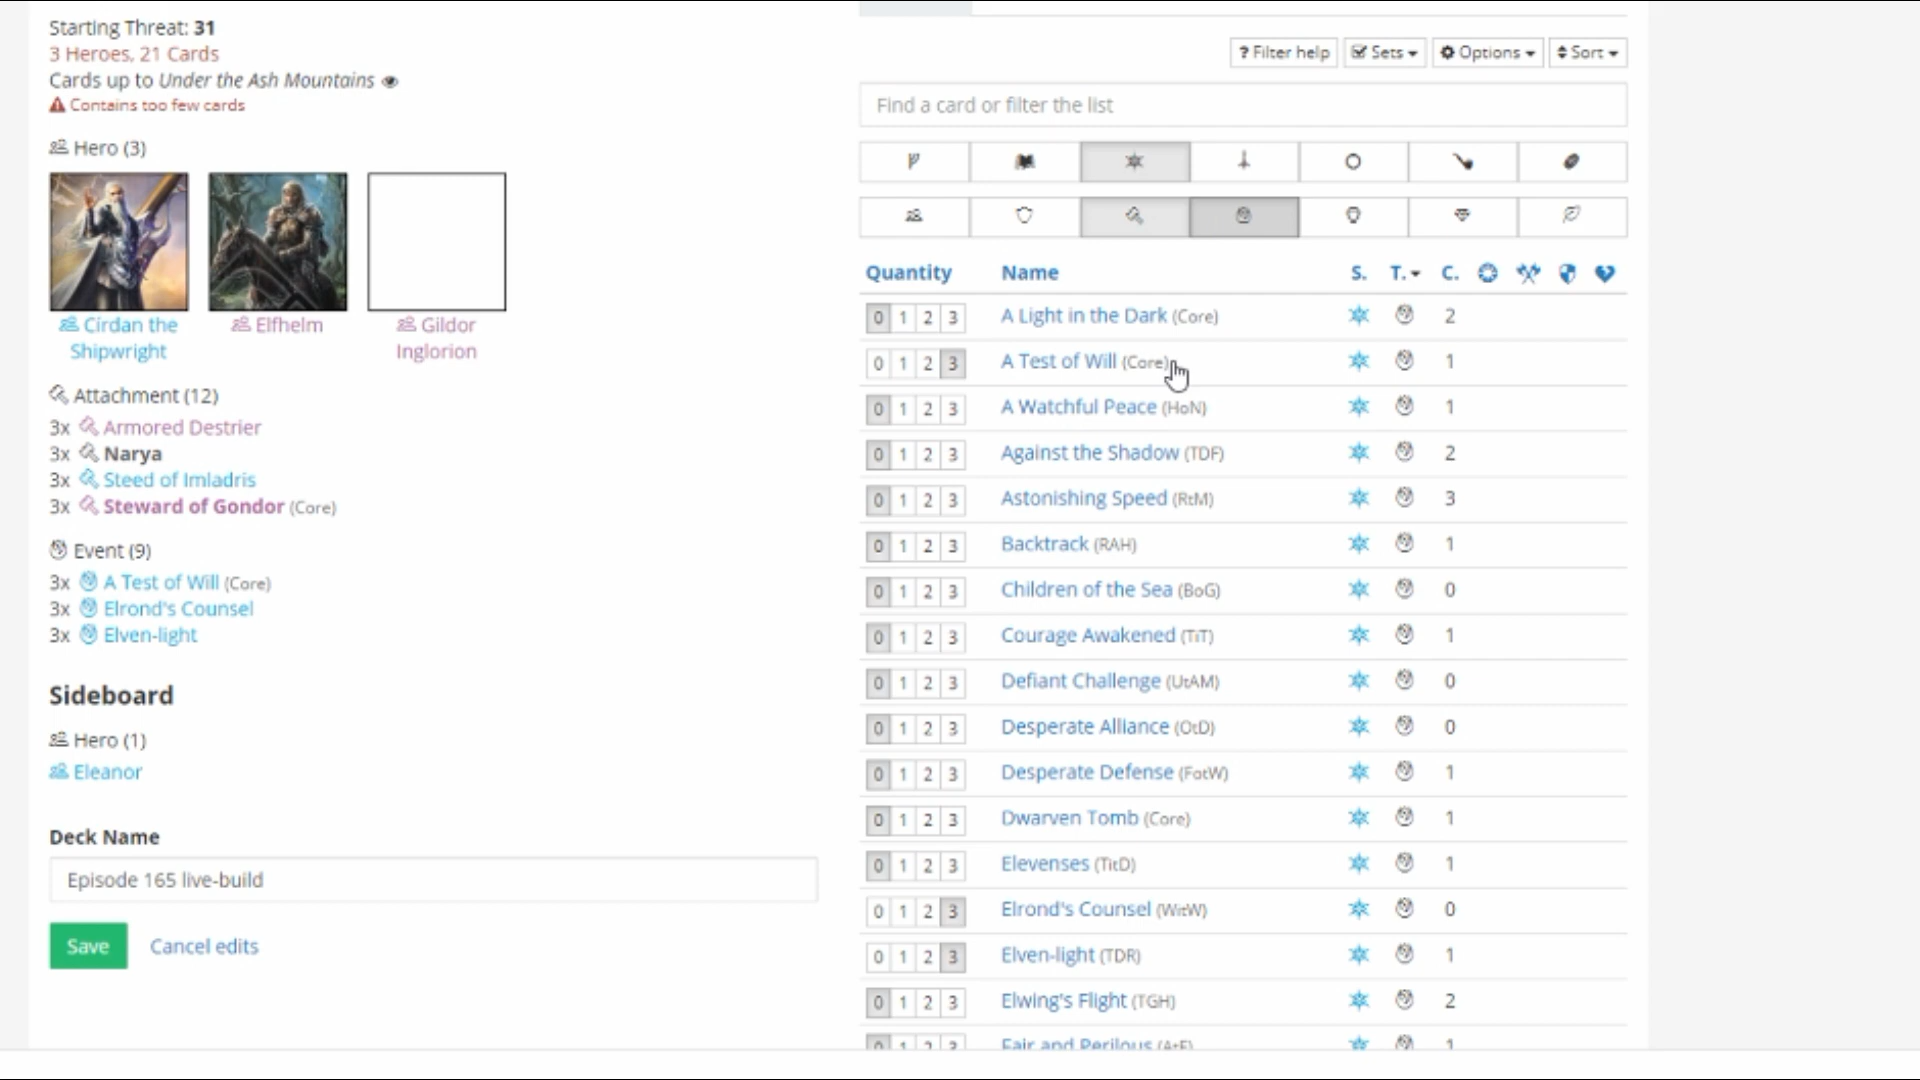 Starting Threat: 31
3 Heroes, 21 Cards
Cards up to Under the Ash Mountains
Contains too few cards
Hero (3)
Círdan the Shipwright
Elfhelm
Gildor Inglorion
Attachment (12)
3x Armored Destrier
3x Narya
3x Steed of Imladris
3x Steward of Gondor (Core)
Event (9)
3x A Test of Will (Core)
3x Elrond's Counsel
3x Elven-light
Sideboard
Hero (1)
Eleanor
Deck Name
Episode 165 live-build
Save Cancel edits
? Filter help Sets Options Sort
Find a card or filter the list
Quantity Name S. T. C.
0 1 2 3 A Light in the Dark (Core) 2
0 1 2 3 A Test of Will (Core) 1
0 1 2 3 A Watchful Peace (HoN) 1
0 1 2 3 Against the Shadow (TDF) 2
0 1 2 3 Astonishing Speed (RtM) 3
0 1 2 3 Backtrack (RAH) 1
0 1 2 3 Children of the Sea (BoG) 0
0 1 2 3 Courage Awakened (TiT) 1
0 1 2 3 Defiant Challenge (UtAM) 0
0 1 2 3 Desperate Alliance (OtD) 0
0 1 2 3 Desperate Defense (FotW) 1
0 1 2 3 Dwarven Tomb (Core) 1
0 1 2 3 Elevenses (TitD) 1
0 1 2 3 Elrond's Counsel (WitW) 0
0 1 2 3 Elven-light (TDR) 1
0 1 2 3 Elwing's Flight (TGH) 2
0 1 2 3 Fair and Perilous (AtE) 1